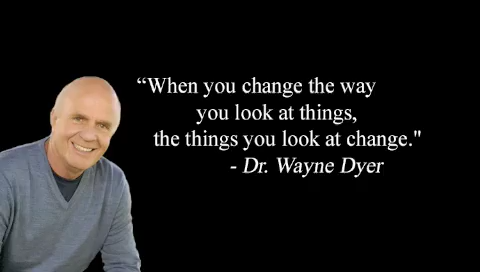 “When you change the way
you look at things,
the things you look at change."
- Dr. Wayne Dyer